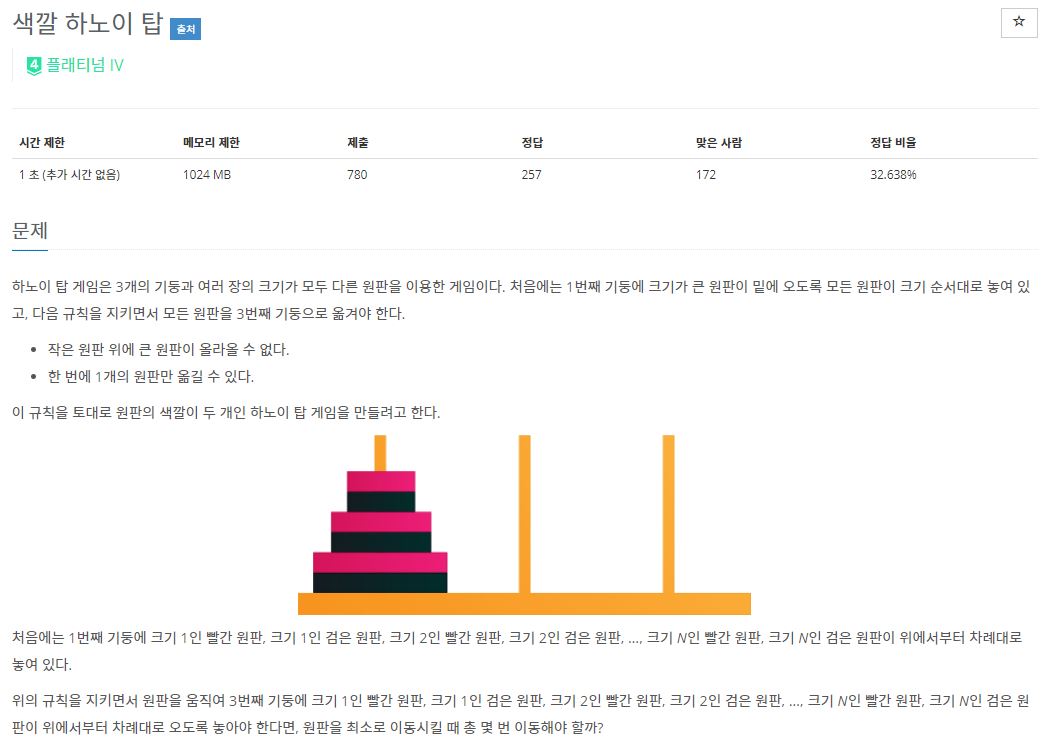 색깔 하노이 탑 출처
☆
4 플래티넘 IV
시간 제한 메모리 제한 제출 정답 맞은 사람 정답 비율
1 초 (추가 시간 없음) 1024 MB 780 257 172 32.638%
문제
하노이 탑 게임은 3개의 기둥과 여러 장의 크기가 모두 다른 원판을 이용한 게임이다. 처음에는 1번째 기둥에 크기가 큰 원판이 밑에 오도록 모든 원판이 크기 순서대로 놓여 있
고, 다음 규칙을 지키면서 모든 원판을 3번째 기둥으로 옮겨야 한다.
• 작은 원판 위에 큰 원판이 올라올 수 없다.
• 한 번에 1개의 원판만 옮길 수 있다.
이 규칙을 토대로 원판의 색깔이 두 개인 하노이 탑 게임을 만들려고 한다.
처음에는 1번째 기둥에 크기 1인 빨간 원판, 크기 1인 검은 원판, 크기 2인 빨간 원판, 크기 2인 검은 원판, ..., 크기 N인 빨간 원판, 크기 N인 검은 원판이 위에서부터 차례대로
놓여 있다.
위의 규칙을 지키면서 원판을 움직여 3번째 기둥에 크기 1인 빨간 원판, 크기 1인 검은 원판, 크기 2인 빨간 원판, 크기 2인 검은 원판, ..., 크기 N인 빨간 원판, 크기 N인 검은 원
판이 위에서부터 차례대로 오도록 놓아야 한다면, 원판을 최소로 이동시킬 때 총 몇 번 이동해야 할까?